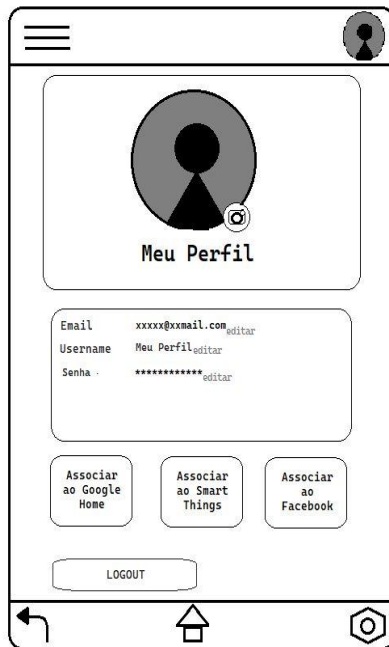 Meu Perfil
Email xxxxx@xxmail.com editar
Username Meu Perfil editar
Senha ************ editar
Associar
ao Google
Home
Associar
ao Smart
Things
Associar
ao
Facebook
LOGOUT